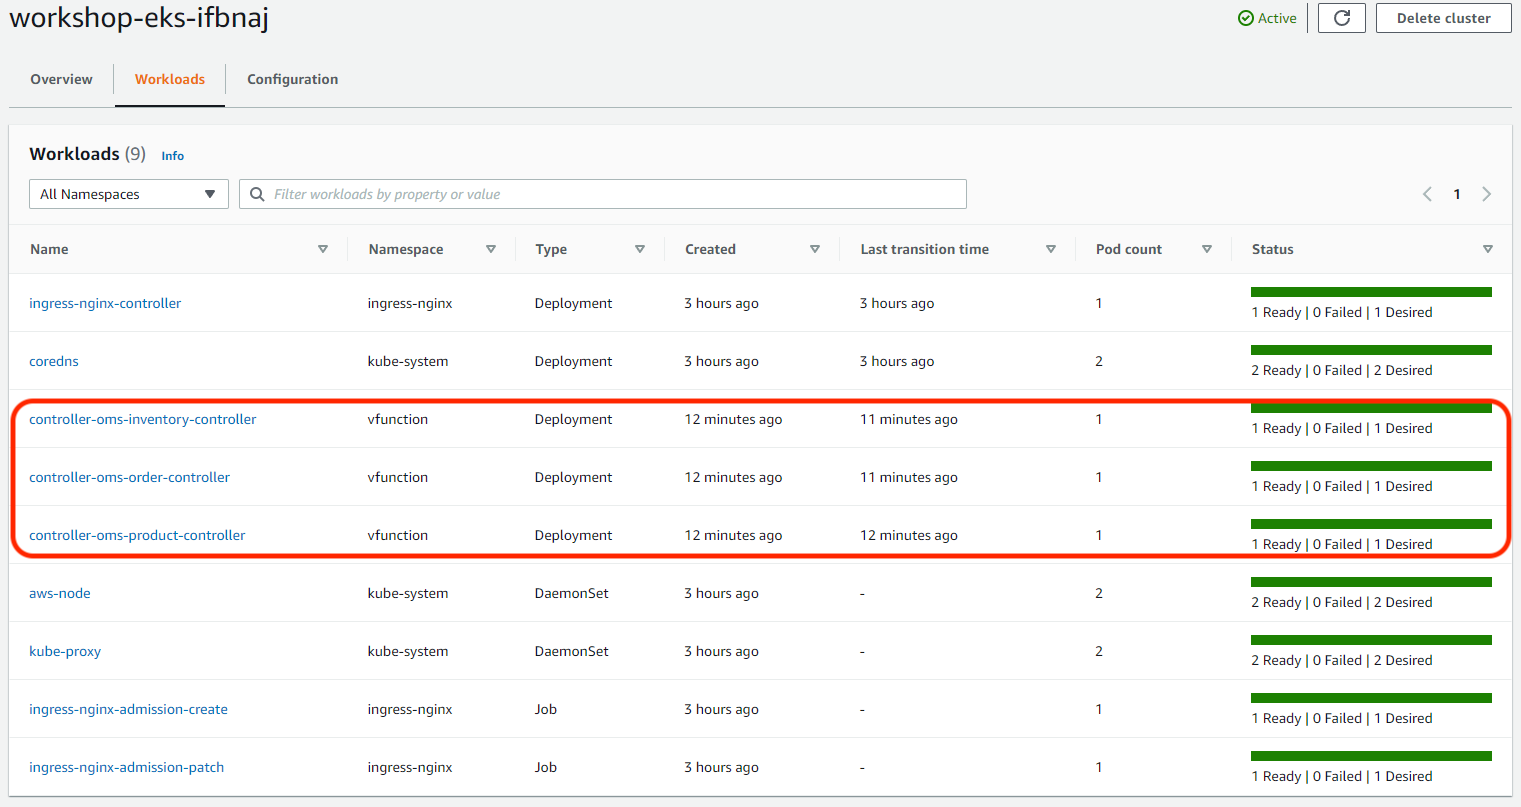 workshop-eks-ifbnaj
Active
Delete cluster
Overview Workloads Configuration
Workloads (9) Info
All Namespaces Filter workloads by property or value 1
Name Namespace Type Created Last transition time Pod count Status
ingress-nginx-controller ingress-nginx Deployment 3 hours ago 3 hours ago 1 1 Ready | 0 Failed | 1 Desired
coredns kube-system Deployment 3 hours ago 3 hours ago 2 2 Ready | 0 Failed | 2 Desired
controller-oms-inventory-controller vfunction Deployment 12 minutes ago 11 minutes ago 1 1 Ready | 0 Failed | 1 Desired
controller-oms-order-controller vfunction Deployment 12 minutes ago 11 minutes ago 1 1 Ready | 0 Failed | 1 Desired
controller-oms-product-controller vfunction Deployment 12 minutes ago 12 minutes ago 1 1 Ready | 0 Failed | 1 Desired
aws-node kube-system DaemonSet 3 hours ago - 2 2 Ready | 0 Failed | 2 Desired
kube-proxy kube-system DaemonSet 3 hours ago - 2 2 Ready | 0 Failed | 2 Desired
ingress-nginx-admission-create ingress-nginx Job 3 hours ago - 1 1 Ready | 0 Failed | 1 Desired
ingress-nginx-admission-patch ingress-nginx Job 3 hours ago - 1 1 Ready | 0 Failed | 1 Desired